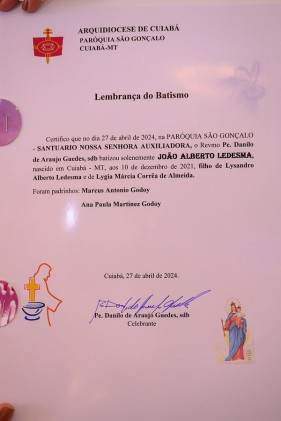 ARQUIDIOCESE DE CUIABÁ
PARÓQUIA SÃO GONÇALO
CUIABÁ-MT
Lembrança do Batismo
Certifico que no dia 27 de abril de 2024, na PARÓQUIA SÃO GONÇALO
- SANTUARIO NOSSA SENHORA AUXILIADORA, o Revmo Pe. Danilo
de Araujo Guedes, sdb batizou solenemente JOÃO ALBERTO LEDESMA,
nascido em Cuiabá - MT, aos 10 de dezembro de 2021, filho de Lysandro
Alberto Ledesma e de Lygia Márcia Corrêa de Almeida.
Foram padrinhos: Marcus Antonio Godoy
Ana Paula Martinez Godoy
Cuiabá, 27 de abril de 2024.
Pe. Danilo de Araujo Guedes, sdb
Celebrante